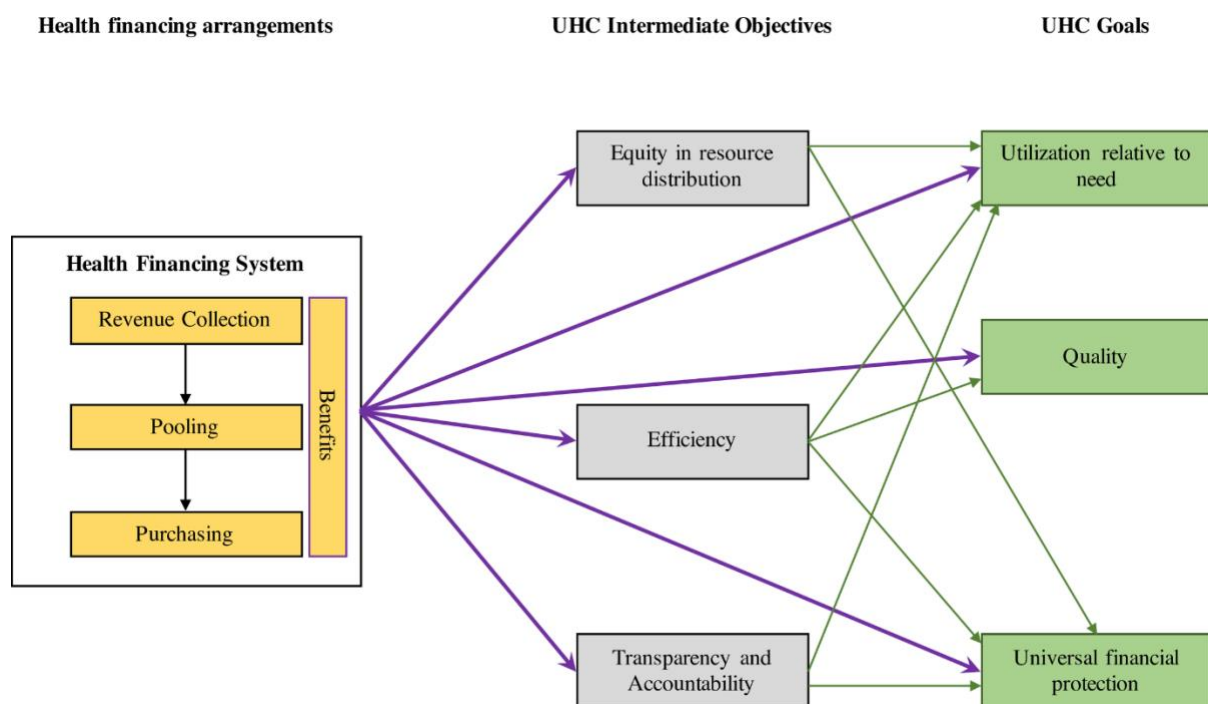 Health financing arrangements
UHC Intermediate Objectives
UHC Goals
Equity in resource
distribution
Utilization relative to
need
Health Financing System
Revenue Collection
Pooling
Purchasing
Benefits
Quality
Efficiency
Transparency and
Accountability
Universal financial
protection